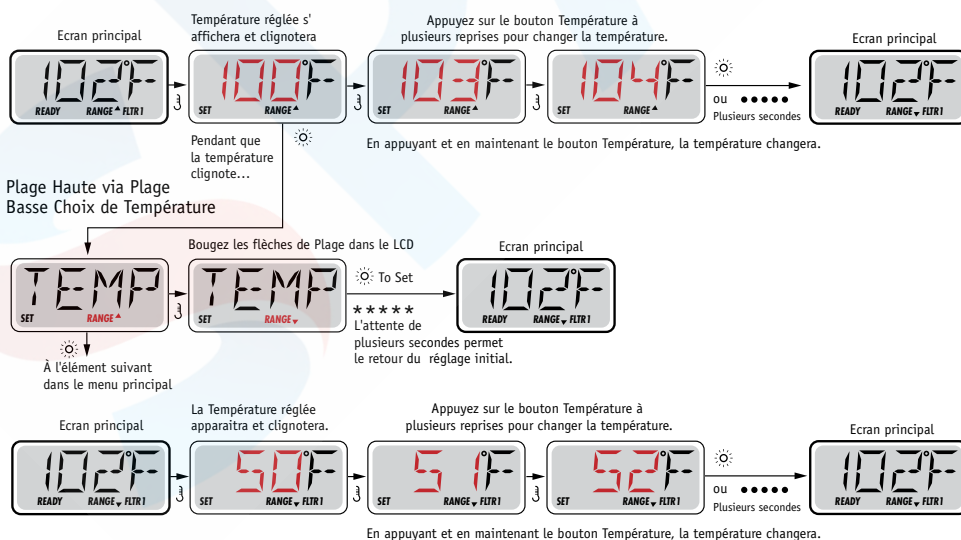 Ecran principal
Température réglée s'
affichera et clignotera
Appuyez sur le bouton Température à
plusieurs reprises pour changer la température.
Ecran principal
102°F
READY RANGE FLTR1
100°F
SET RANGE
103°F
SET RANGE
104°F
SET RANGE
ou
Plusieurs secondes
102°F
READY RANGE FLTR1
Pendant que
la température
clignote...
En appuyant et en maintenant le bouton Température, la température changera.
Plage Haute via Plage
Basse Choix de Température
Bougez les flèches de Plage dans le LCD
Ecran principal
TEMP
SET RANGE
TEMP
SET RANGE
To Set
*****
L'attente de
plusieurs secondes permet
le retour du réglage initial.
102°F
READY RANGE FLTR1
À l'élément suivant
dans le menu principal
Ecran principal
La Température réglée
apparaitra et clignotera.
Appuyez sur le bouton Température à
plusieurs reprises pour changer la température.
Ecran principal
102°F
READY RANGE FLTR1
50°F
SET RANGE FLTR1
51°F
SET RANGE FLTR1
52°F
SET RANGE FLTR1
ou
Plusieurs secondes
102°F
READY RANGE FLTR1
En appuyant et en maintenant le bouton Température, la température changera.